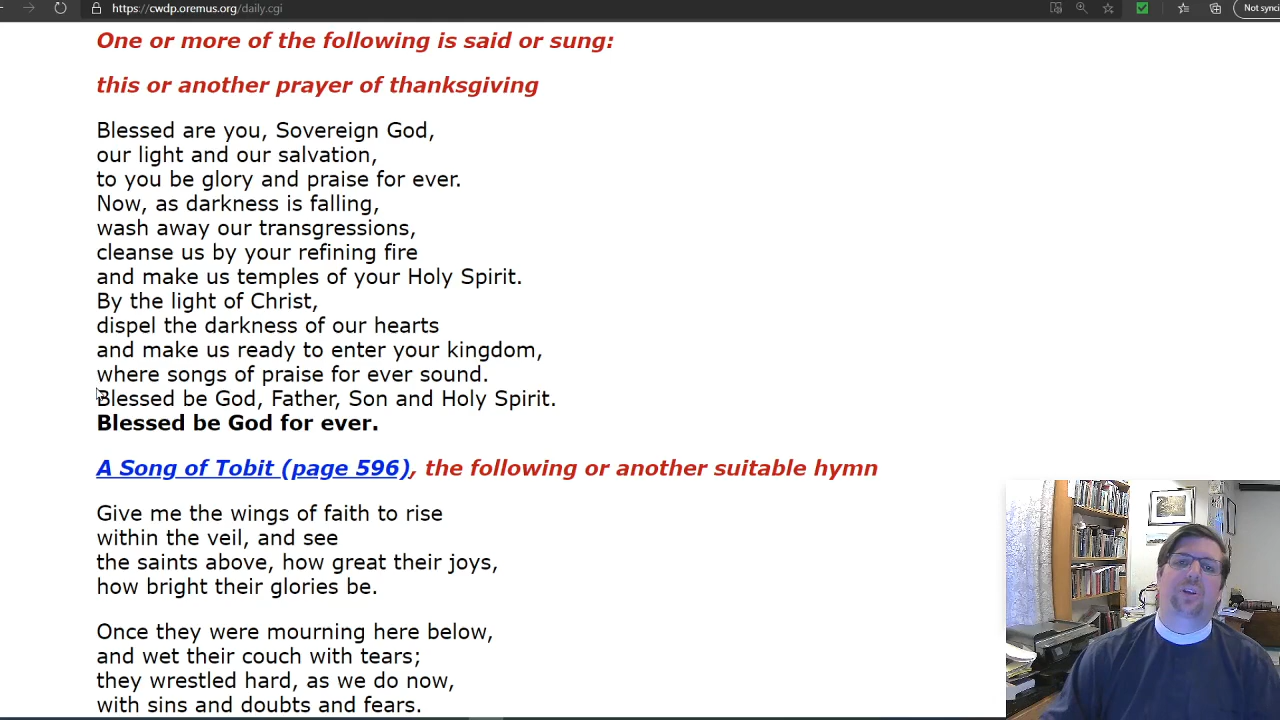 https://cwdp.oremus.org/daily.cgi
Not synci
One or more of the following is said or sung:
this or another prayer of thanksgiving
Blessed are you, Sovereign God,
our light and our salvation,
to you be glory and praise for ever.
Now, as darkness is falling,
wash away our transgressions,
cleanse us by your refining fire
and make us temples of your Holy Spirit.
By the light of Christ,
dispel the darkness of our hearts
and make us ready to enter your kingdom,
where songs of praise for ever sound.
Blessed be God, Father, Son and Holy Spirit.
Blessed be God for ever.
A Song of Tobit (page 596), the following or another suitable hymn
Give me the wings of faith to rise
within the veil, and see
the saints above, how great their joys,
how bright their glories be.
Once they were mourning here below,
and wet their couch with tears;
they wrestled hard, as we do now,
with sins and doubts and fears.